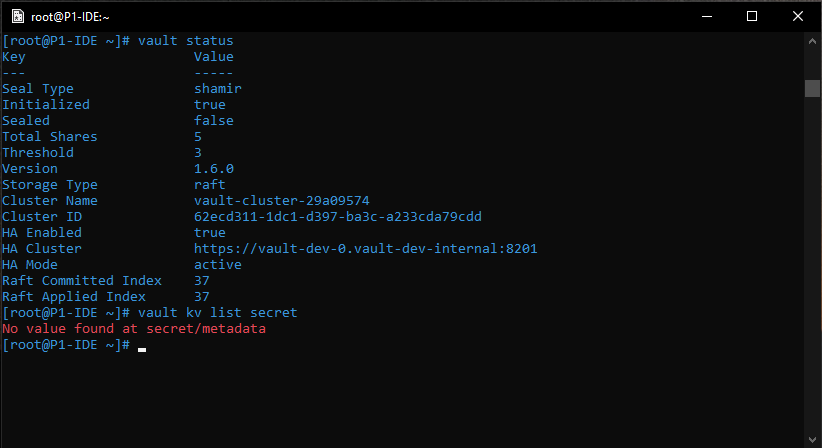 root@P1-IDE:~
[root@P1-IDE ~]# vault status
Key                     Value
---                     -----
Seal Type               shamir
Initialized             true
Sealed                  false
Total Shares            5
Threshold               3
Version                 1.6.0
Storage Type            raft
Cluster Name            vault-cluster-29a09574
Cluster ID              62ecd311-1dc1-d397-ba3c-a233cda79cdd
HA Enabled              true
HA Cluster              https://vault-dev-0.vault-dev-internal:8201
HA Mode                 active
Raft Committed Index    37
Raft Applied Index      37
[root@P1-IDE ~]# vault kv list secret
No value found at secret/metadata
[root@P1-IDE ~]#